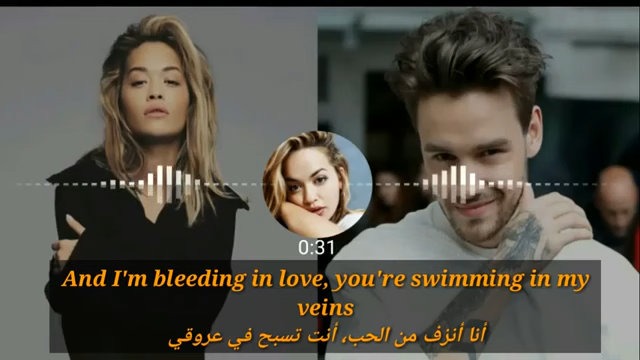 0:31
And I'm bleeding in love, you're swimming in my
veins
أنا أنزف من الحب، أنت تسبح في عروقي